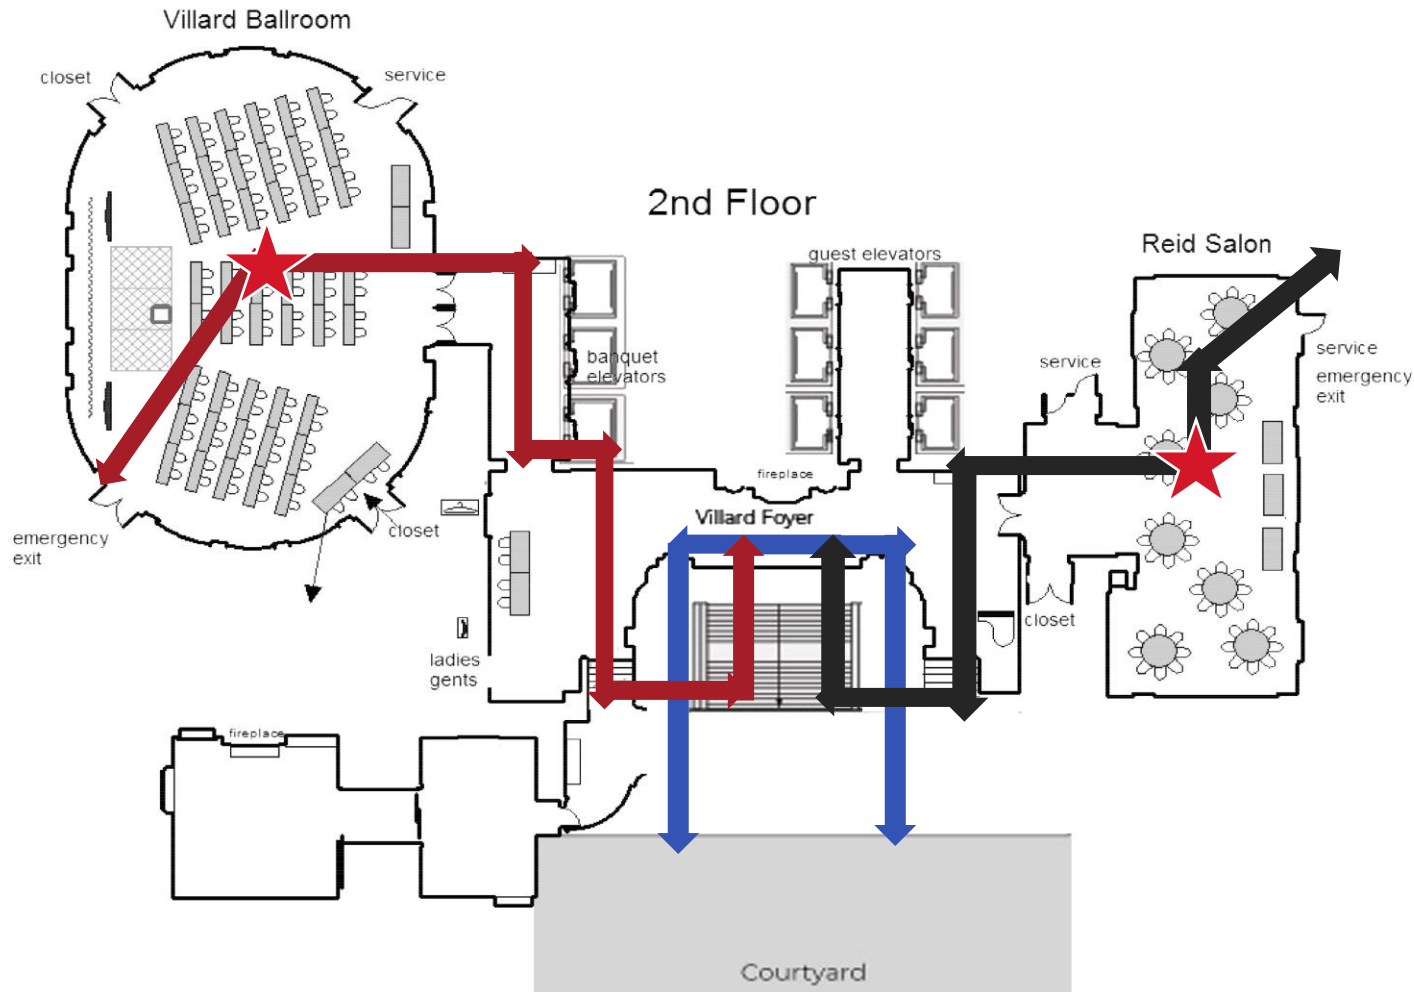 Villard Ballroom
closet
service
2nd Floor
guest elevators
Reid Salon
banquet
elevators
service
service
emergency
exit
fireplace
Villard Foyer
closet
emergency
exit
closet
ladies
gents
fireplace
Courtyard